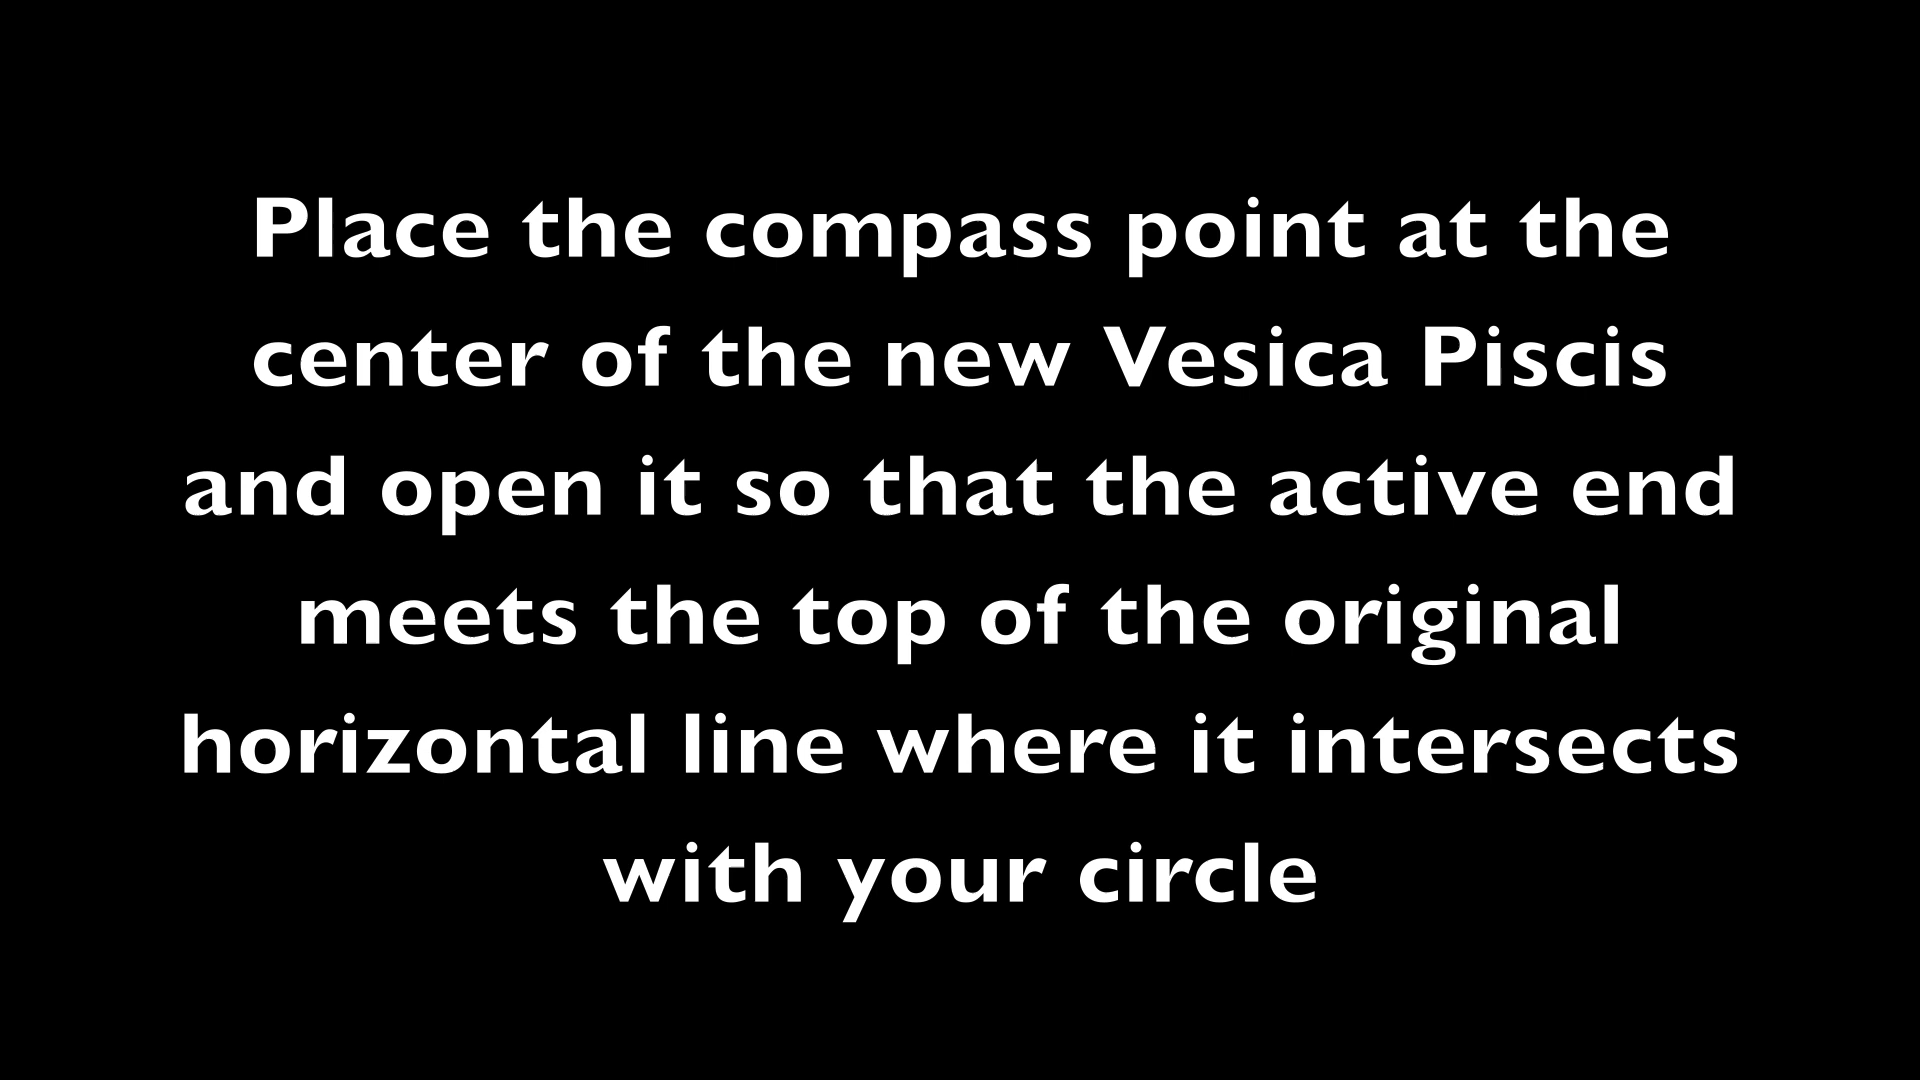 Place the compass point at the
center of the new Vesica Piscis
and open it so that the active end
meets the top of the original
horizontal line where it intersects
with your circle